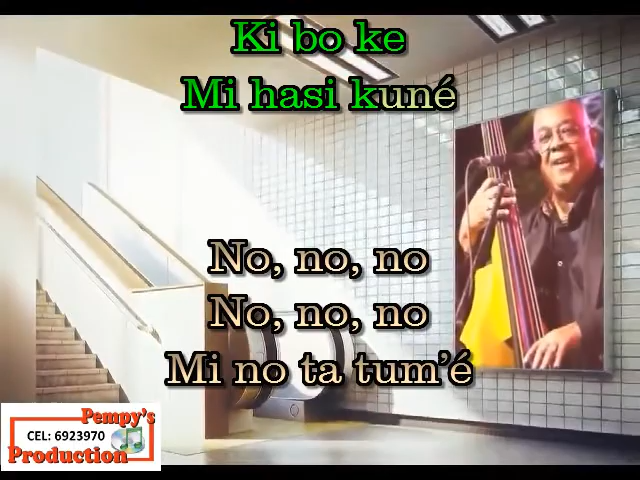 Ki bo ke
Mi hasi kuné
No, no, no
No, no, no
Mi no ta tum'é
Pempy's
CEL: 6923970
Production